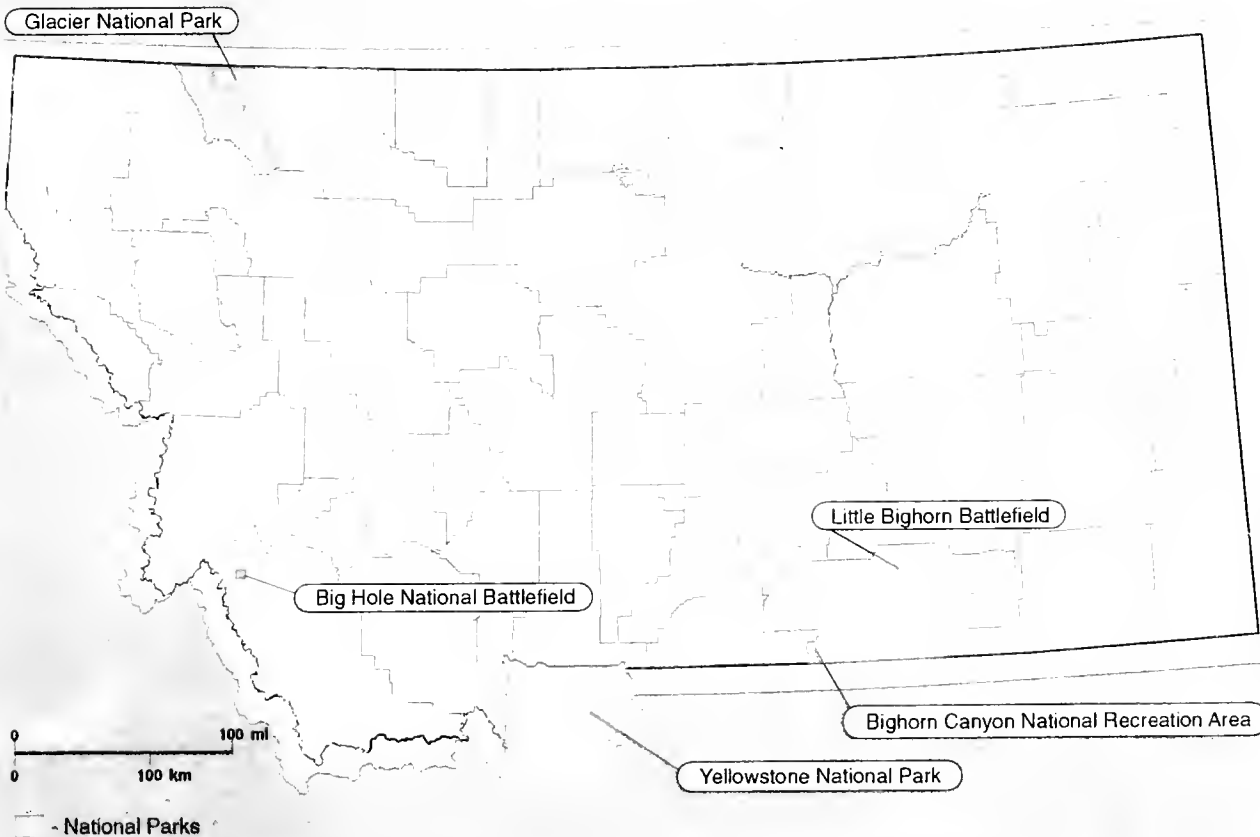 Glacier National Park
Little Bighorn Battlefield
Big Hole National Battlefield
Bighorn Canyon National Recreation Area
Yellowstone National Park
0 100 mi
0 100 km
- National Parks